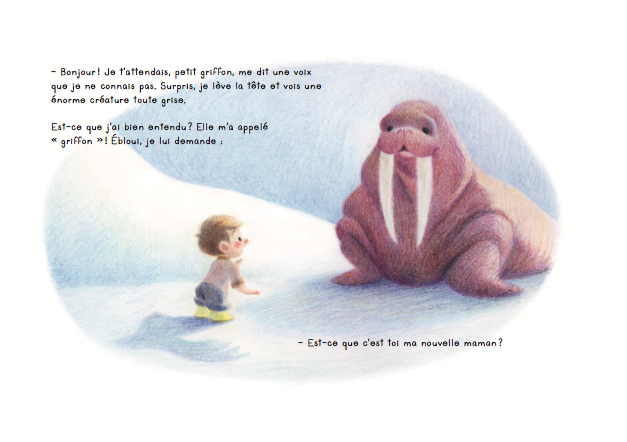 – Bonjour! Je t'attendais, petit griffon, me dit une voix
que je ne connais pas. Surpris, je lève la tête et vois une
énorme créature toute grise.
Est-ce que j'ai bien entendu? Elle m'a appelé
« griffon »! Ébloui, je lui demande :
– Est-ce que c'est toi ma nouvelle maman?